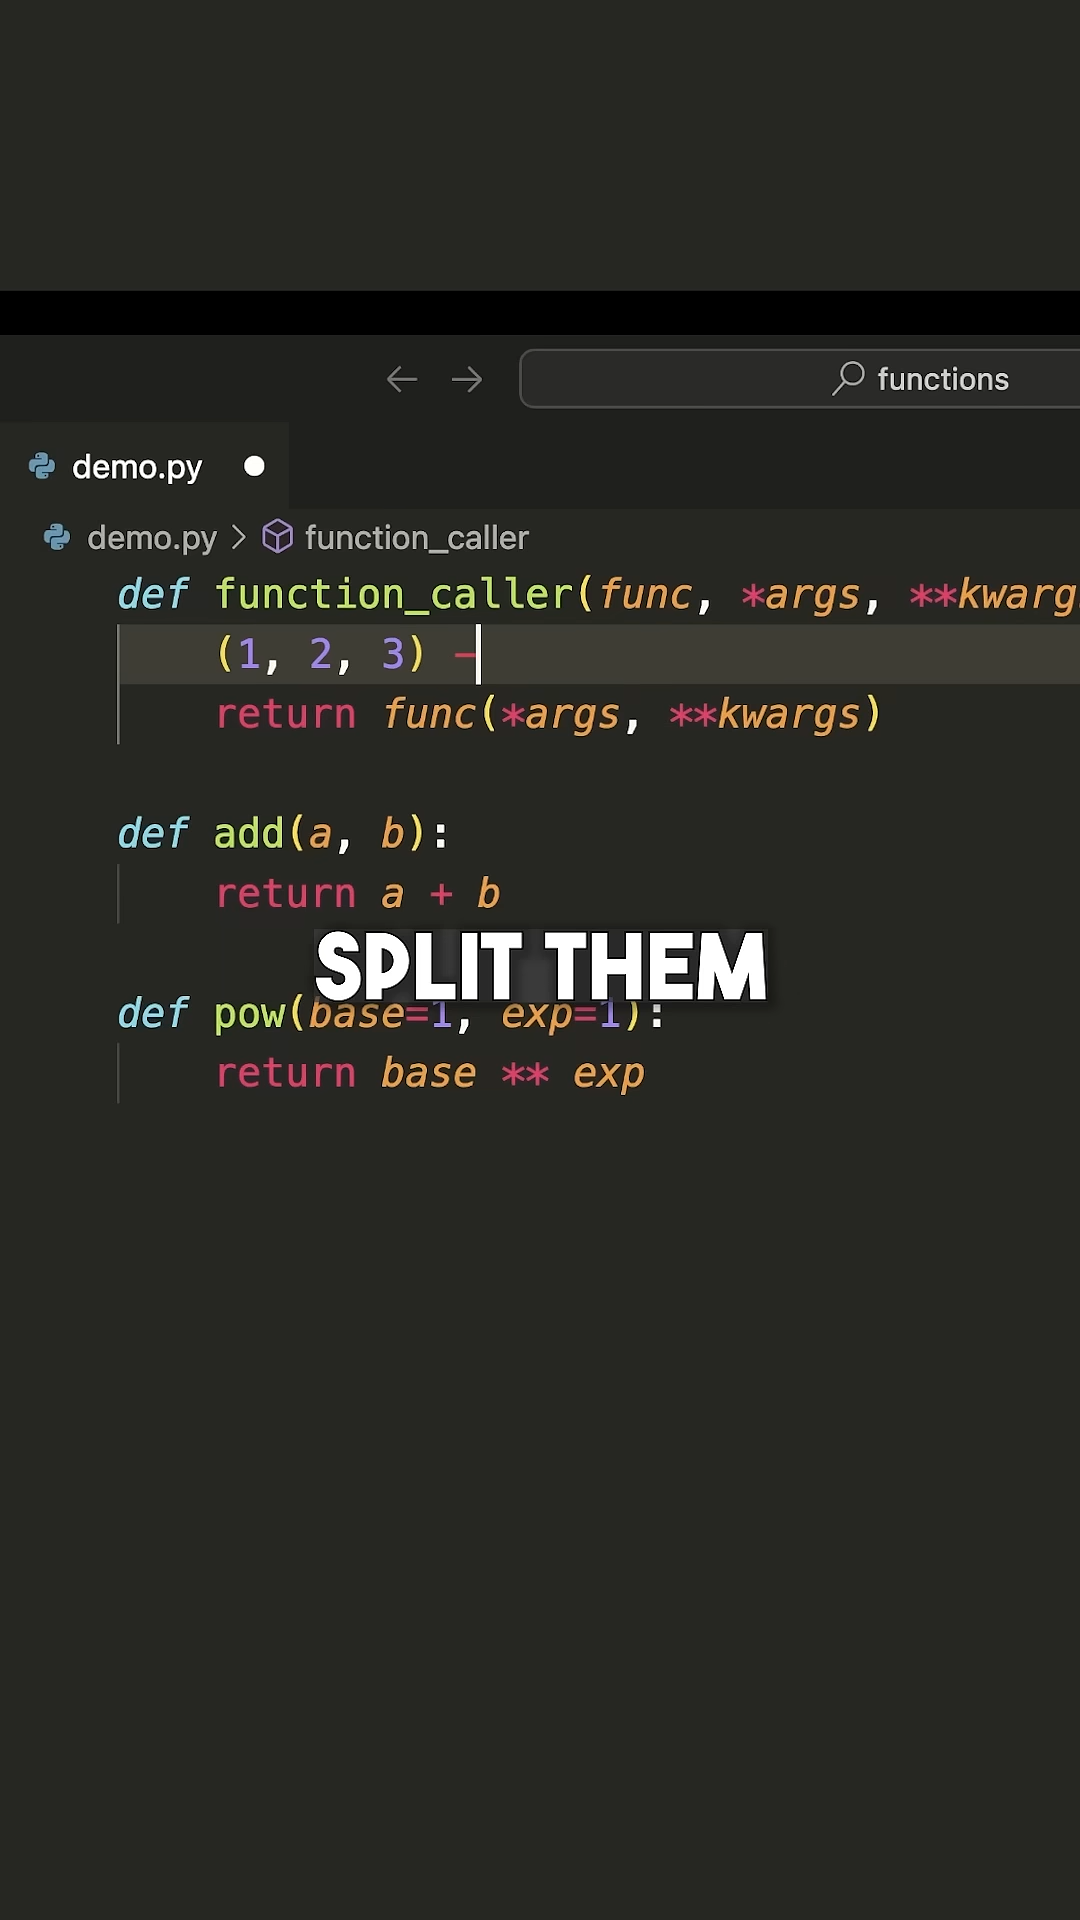 functions
demo.py
demo.py > function_caller
def function_caller(func, *args, **kwarg
(1, 2, 3) -
return func(*args, **kwargs)
def add(a, b):
return a + b
SPLIT THEM
def pow(base=1, exp=1):
return base ** exp